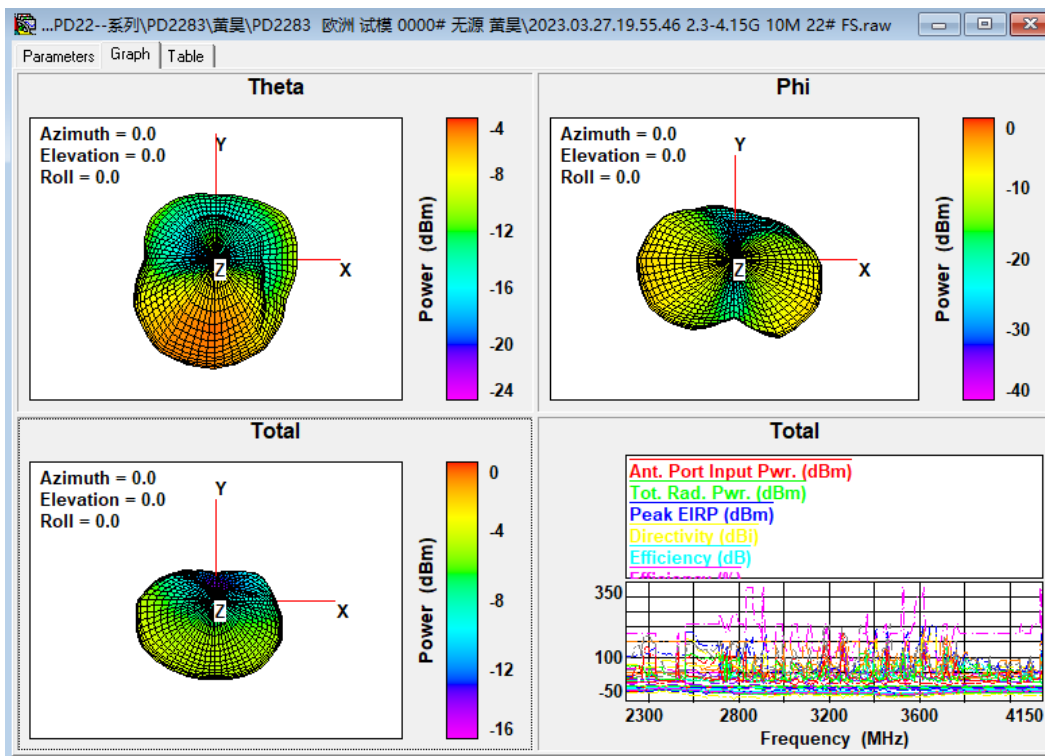 ...PD22--系列\PD2283\黄昊\PD2283 欧洲 试模 0000# 无源 黄昊\2023.03.27.19.55.46 2.3-4.15G 10M 22# FS.raw
Parameters Graph Table
Theta
Azimuth = 0.0
Elevation = 0.0
Roll = 0.0
Y
X
Z
-4
-8
-12
-16
-20
-24
Power (dBm)
Phi
Azimuth = 0.0
Elevation = 0.0
Roll = 0.0
Y
X
Z
0
-10
-20
-30
-40
Power (dBm)
Total
Azimuth = 0.0
Elevation = 0.0
Roll = 0.0
Y
X
Z
0
-4
-8
-12
-16
Power (dBm)
Total
Ant. Port Input Pwr. (dBm)
Tot. Rad. Pwr. (dBm)
Peak EIRP (dBm)
Directivity (dBi)
Efficiency (dB)
Efficiency (%)
350
100
-50
2300 2800 3200 3600 4150
Frequency (MHz)